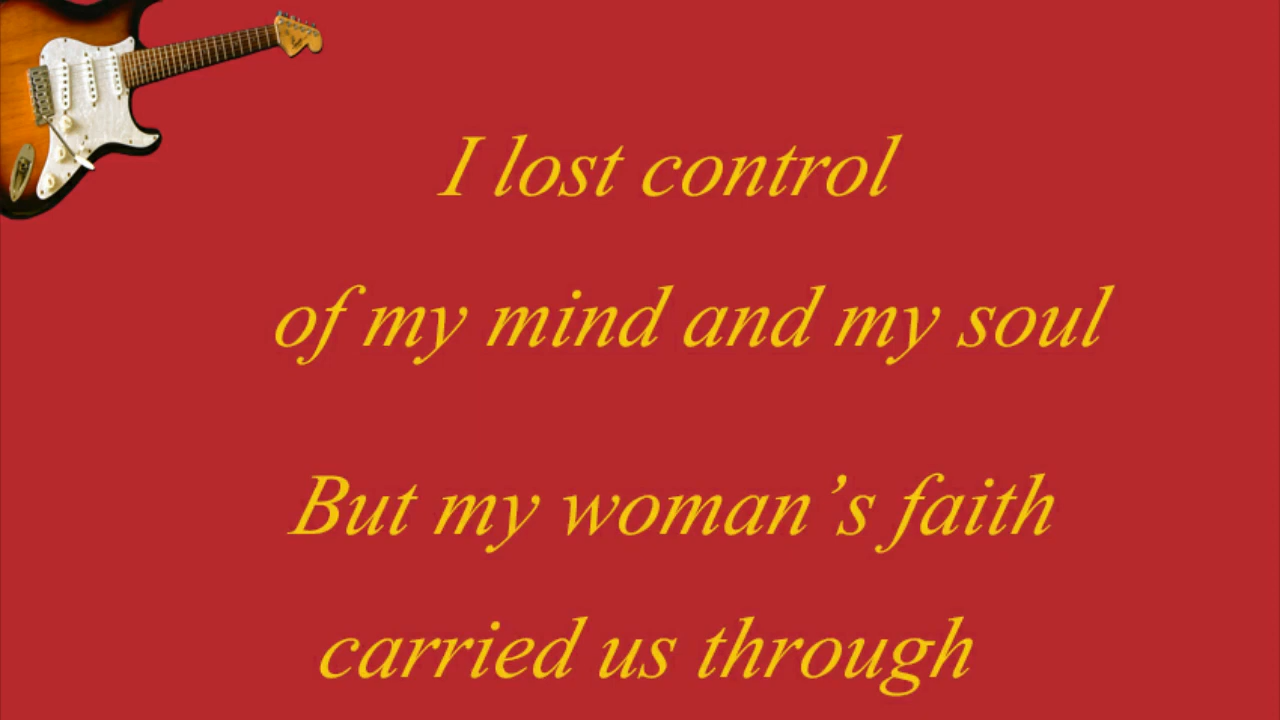 I lost control
of my mind and my soul
But my woman’s faith
carried us through